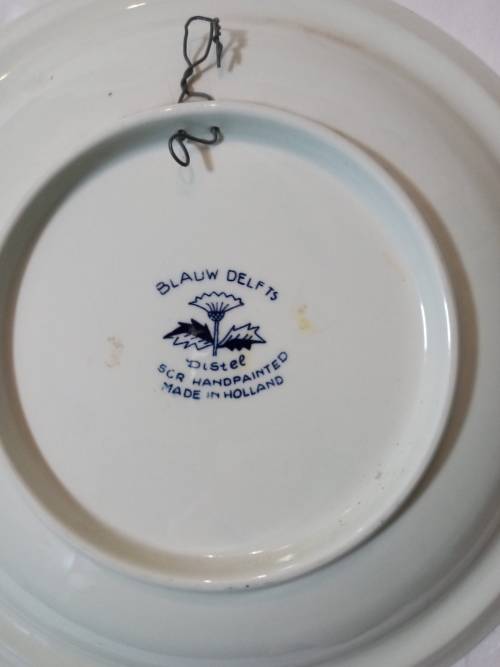 BLAUW DELFTS
Distel
SCR HANDPAINTED
MADE IN HOLLAND